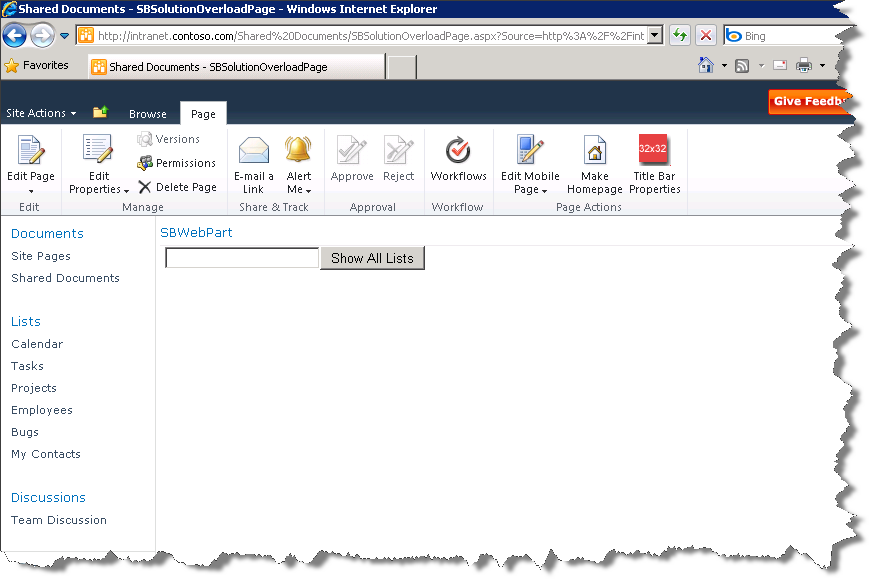 Shared Documents - SBSolutionOverloadPage - Windows Internet Explorer
http://intranet.contoso.com/Shared%20Documents/SBSolutionOverloadPage.aspx?Source=http%3A%2F%2Fint
Bing
Favorites
Shared Documents - SBSolutionOverloadPage
Site Actions
Browse
Page
Give Feedb
Edit Page
Edit Properties
Versions
Permissions
Delete Page
E-mail a Link
Alert Me
Approve
Reject
Workflows
Edit Mobile Page
Make Homepage
32x32
Title Bar Properties
Edit
Manage
Share & Track
Approval
Workflow
Page Actions
Documents
Site Pages
Shared Documents
Lists
Calendar
Tasks
Projects
Employees
Bugs
My Contacts
Discussions
Team Discussion
SBWebPart
Show All Lists